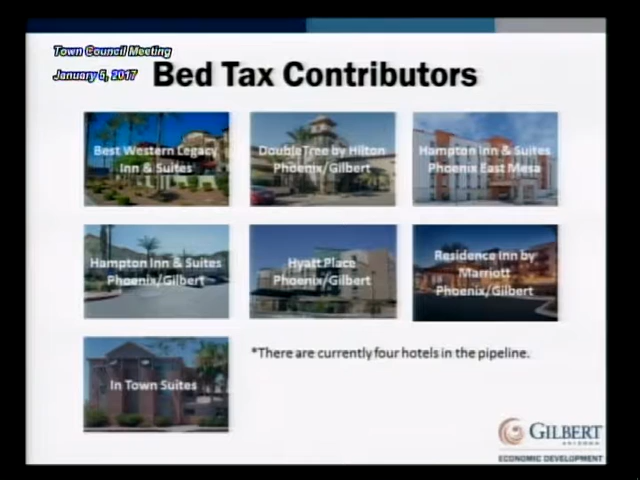 Town Council Meeting
January 5, 2017
Bed Tax Contributors
Best Western Legacy
Inn & Suites
DoubleTree by Hilton
Phoenix/Gilbert
Hampton Inn & Suites
Phoenix East Mesa
Hampton Inn & Suites
Phoenix/Gilbert
Hyatt Place
Phoenix/Gilbert
Residence Inn by
Marriott
Phoenix/Gilbert
In Town Suites
*There are currently four hotels in the pipeline.
GILBERT
ARIZONA
ECONOMIC DEVELOPMENT